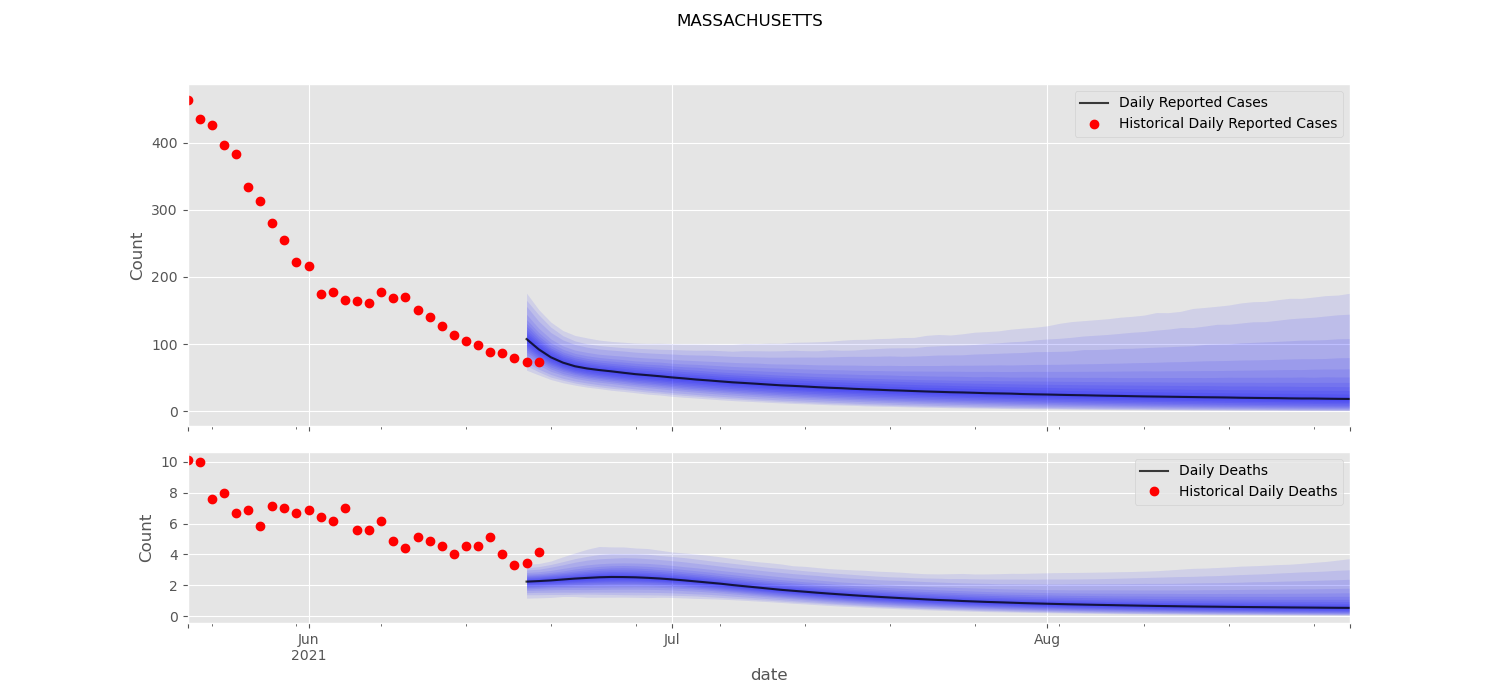 MASSACHUSETTS
Daily Reported Cases
Historical Daily Reported Cases
400
300
200
100
0
Count
Daily Deaths
Historical Daily Deaths
10
8
6
4
2
0
Count
Jun
2021
Jul
Aug
date